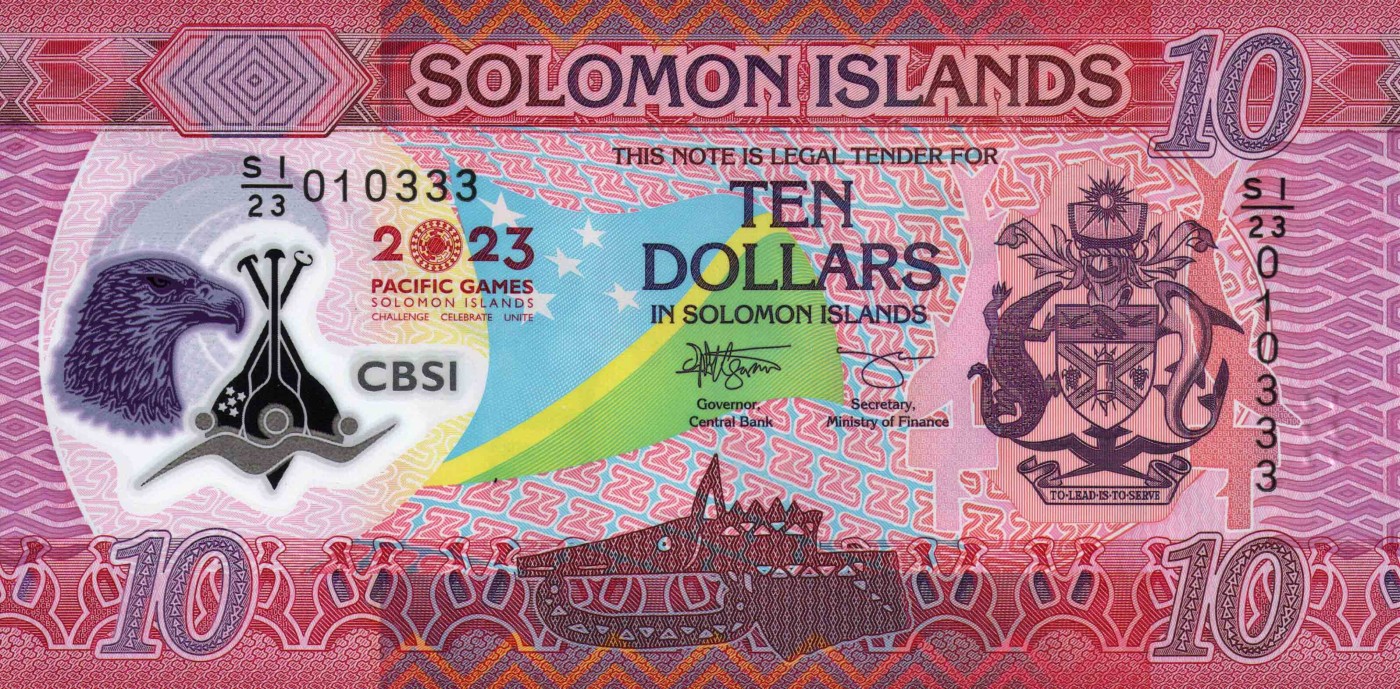 SOLOMON ISLANDS
10
THIS NOTE IS LEGAL TENDER FOR
S I
23
010333
S I
23
010333
2023
PACIFIC GAMES
SOLOMON ISLANDS
CHALLENGE CELEBRATE UNITE
TEN
DOLLARS
IN SOLOMON ISLANDS
CBSI
Governor,
Central Bank
Secretary,
Ministry of Finance
TO·LEAD·IS·TO·SERVE
10
10